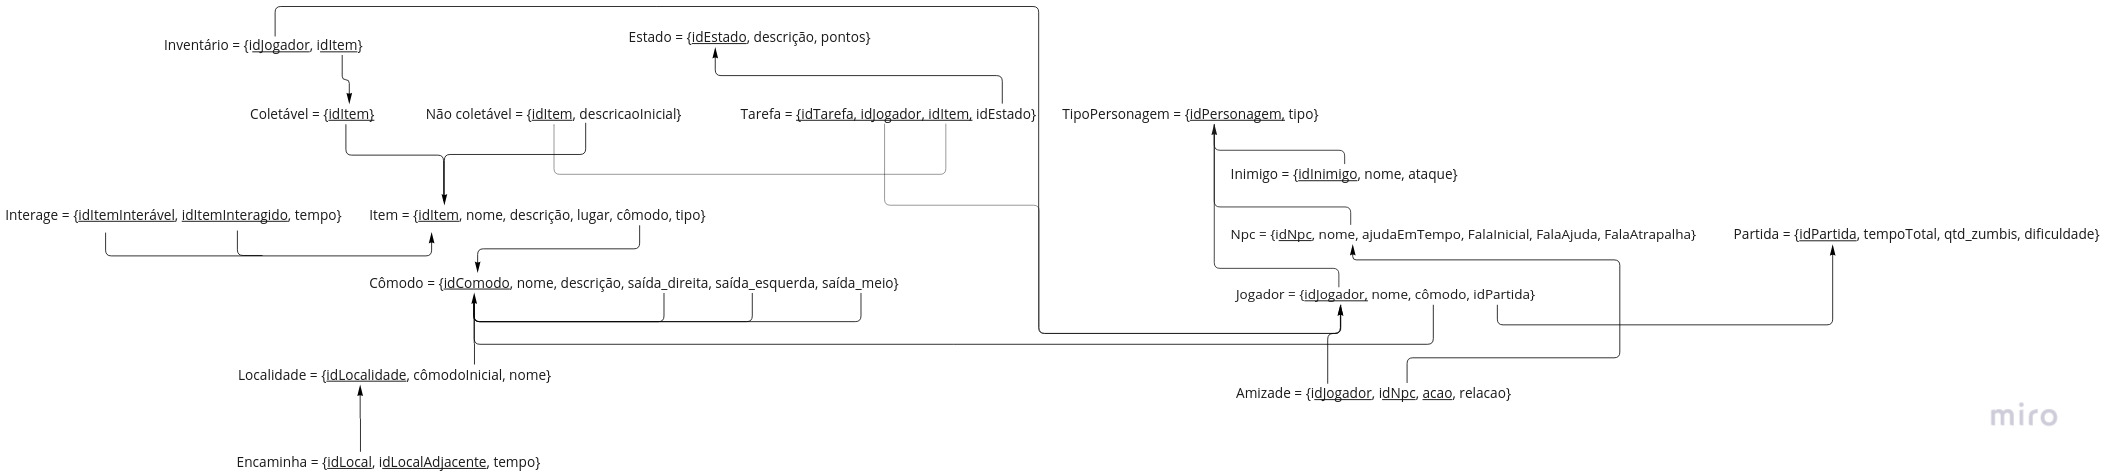 Inventário = {idJogador, idItem}
Estado = {idEstado, descrição, pontos}
Coletável = {idItem}
Não coletável = {idItem, descricaoInicial}
Tarefa = {idTarefa, idJogador, idItem, idEstado}
TipoPersonagem = {idPersonagem, tipo}
Inimigo = {idInimigo, nome, ataque}
Interage = {idItemInterável, idItemInteragido, tempo}
Item = {idItem, nome, descrição, lugar, cômodo, tipo}
Npc = {idNpc, nome, ajudaEmTempo, FalaInicial, FalaAjuda, FalaAtrapalha}
Partida = {idPartida, tempoTotal, qtd_zumbis, dificuldade}
Cômodo = {idComodo, nome, descrição, saída_direita, saída_esquerda, saída_meio}
Jogador = {idJogador, nome, cômodo, idPartida}
Localidade = {idLocalidade, cômodoInicial, nome}
Amizade = {idJogador, idNpc, acao, relacao}
miro
Encaminha = {idLocal, idLocalAdjacente, tempo}